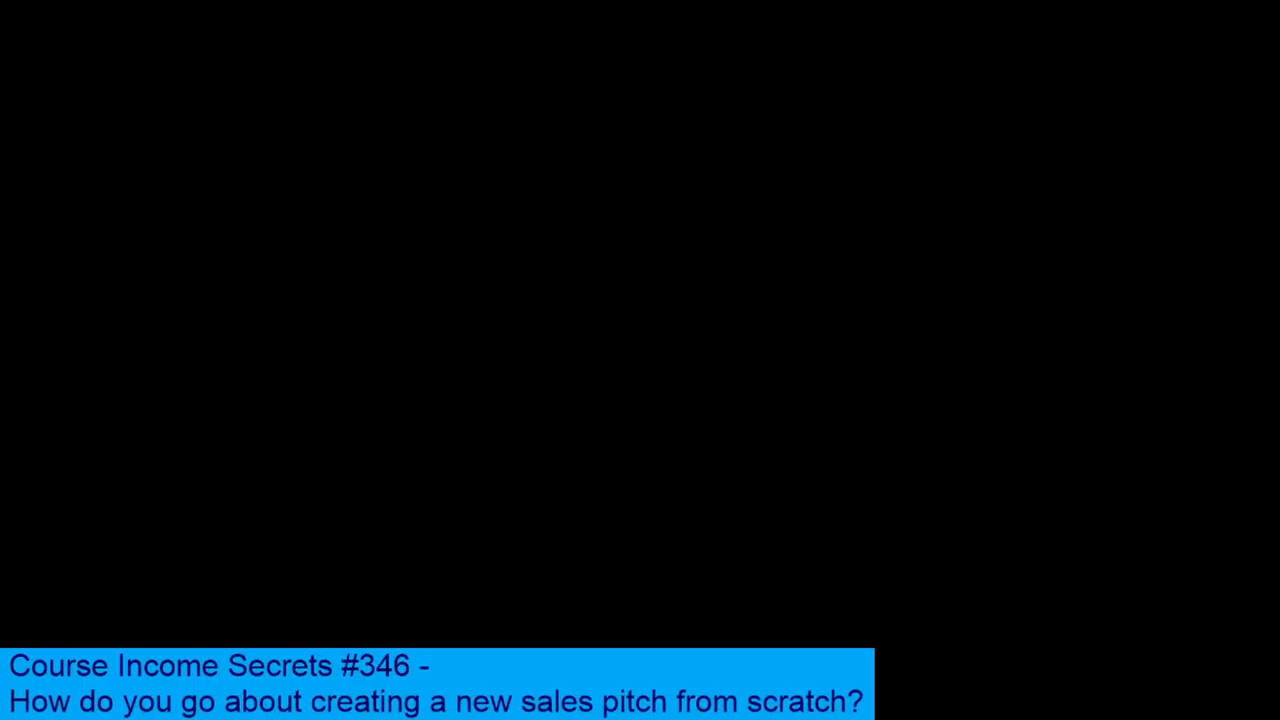 Course Income Secrets #346 -
How do you go about creating a new sales pitch from scratch?